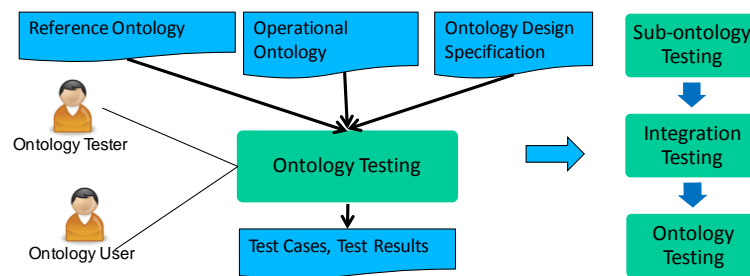 Reference Ontology
Operational
Ontology
Ontology Design
Specification
Sub-ontology
Testing
Ontology Tester
Ontology Testing
Integration
Testing
Ontology User
Test Cases, Test Results
Ontology
Testing